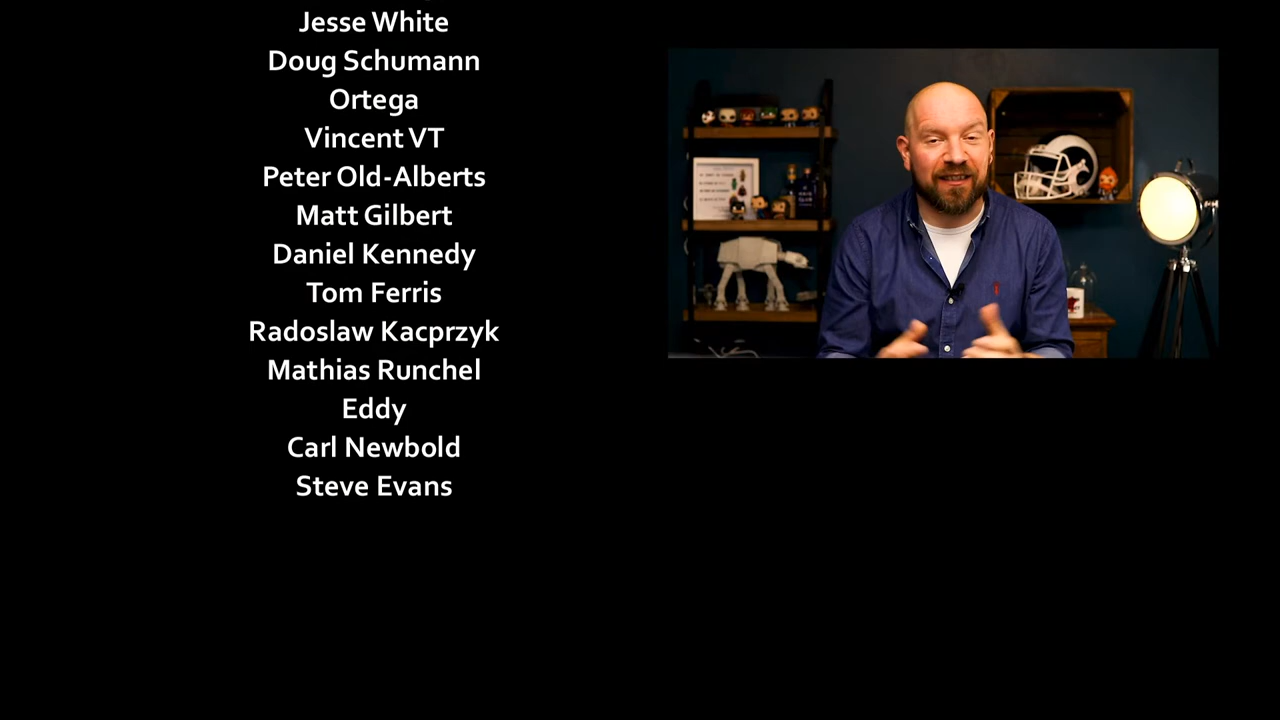 Jesse White
Doug Schumann
Ortega
Vincent VT
Peter Old-Alberts
Matt Gilbert
Daniel Kennedy
Tom Ferris
Radoslaw Kacprzyk
Mathias Runchel
Eddy
Carl Newbold
Steve Evans